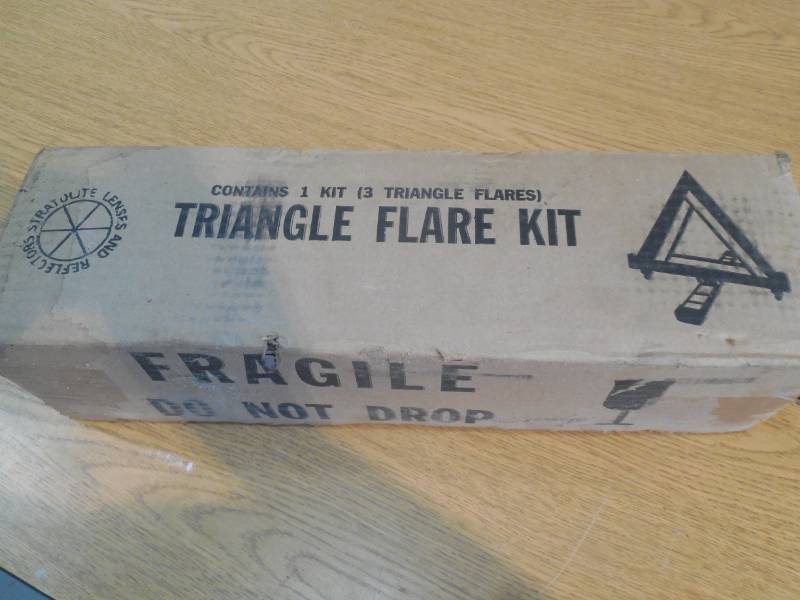 CONTAINS 1 KIT (3 TRIANGLE FLARES)
TRIANGLE FLARE KIT
STRATOLITE LENSES AND REFLECTORS
FRAGILE
DO NOT DROP